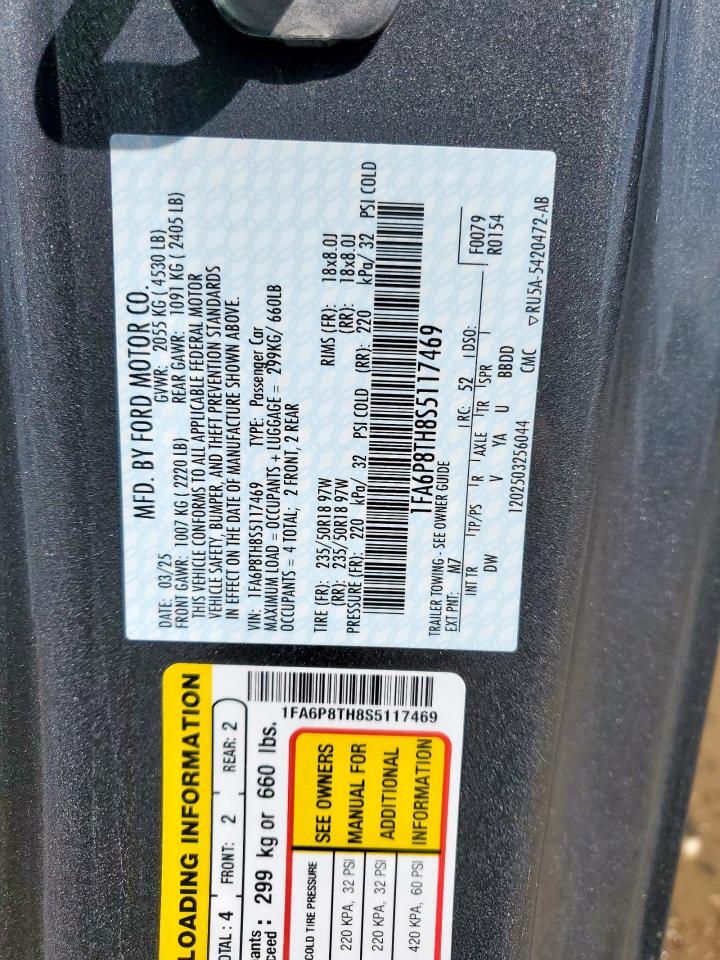 MFD. BY FORD MOTOR CO.
DATE: 03/25 GVWR: 2055 KG ( 4530 LB)
FRONT GAWR: 1007 KG ( 2220 LB) REAR GAWR: 1091 KG ( 2405 LB)
THIS VEHICLE CONFORMS TO ALL APPLICABLE FEDERAL MOTOR
VEHICLE SAFETY, BUMPER, AND THEFT PREVENTION STANDARDS
IN EFFECT ON THE DATE OF MANUFACTURE SHOWN ABOVE.
VIN: 1FA6P8TH8S5117469 TYPE: Passenger Car
MAXIMUM LOAD = OCCUPANTS + LUGGAGE = 299KG/ 660LB
OCCUPANTS = 4 TOTAL; 2 FRONT, 2 REAR
TIRE (FR): 235/50R18 97W RIMS (FR): 18x8.0J
(RR): 235/50R18 97W (RR): 18x8.0J
PRESSURE (FR): 220 kPa/ 32 PSI COLD (RR): 220 kPa/ 32 PSI COLD
1FA6P8TH8S5117469
TRAILER TOWING - SEE OWNER GUIDE
EXT PNT: M7 RC: 52 DSO: F0079
INT TR TP/PS R AXLE TR SPR R0154
DW V YA U BBDD
1202503256044 CMC ▽RU5A-5420472-AB
LOADING INFORMATION
OTAL : 4 FRONT: 2 REAR: 2
ants
ceed : 299 kg or 660 lbs.
1FA6P8TH8S5117469
COLD TIRE PRESSURE
220 KPA, 32 PSI
220 KPA, 32 PSI
420 KPA, 60 PSI
SEE OWNERS
MANUAL FOR
ADDITIONAL
INFORMATION